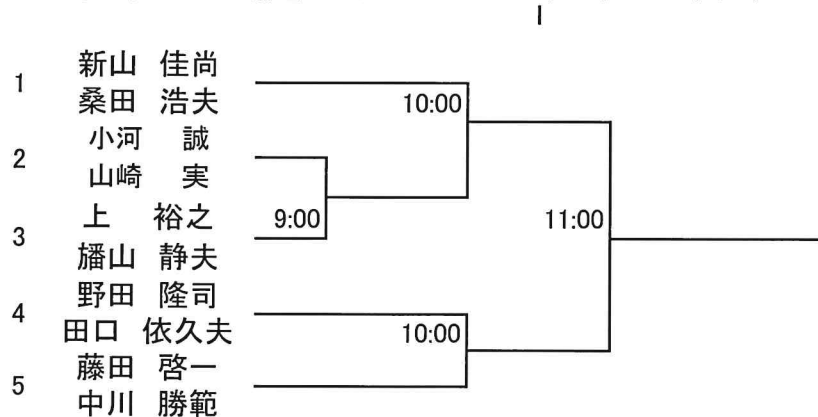 1
新山 佳尚
桑田 浩夫
10:00
2
小河 誠
山崎 実
9:00
3
上 裕之
旙山 静夫
11:00
4
野田 隆司
田口 依久夫
10:00
5
藤田 啓一
中川 勝範